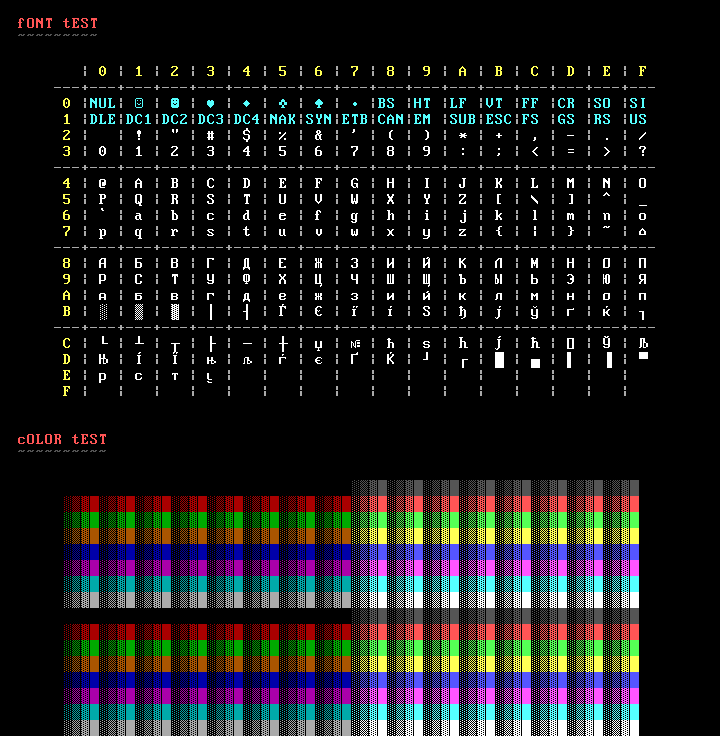 fONT tEST
~~~~~~~~~
¦ 0 ¦ 1 ¦ 2 ¦ 3 ¦ 4 ¦ 5 ¦ 6 ¦ 7 ¦ 8 ¦ 9 ¦ A ¦ B ¦ C ¦ D ¦ E ¦ F
0 ¦NUL¦ ☺ ¦ ☻ ¦ ♥ ¦ ♦ ¦ ♣ ¦ ♠ ¦ • ¦BS ¦HT ¦LF ¦VT ¦FF ¦CR ¦SO ¦SI
1 ¦DLE¦DC1¦DC2¦DC3¦DC4¦NAK¦SYN¦ETB¦CAN¦EM ¦SUB¦ESC¦FS ¦GS ¦RS ¦US
2 ¦ ¦ ! ¦ " ¦ # ¦ $ ¦ % ¦ & ¦ ' ¦ ( ¦ ) ¦ * ¦ + ¦ , ¦ - ¦ . ¦ /
3 ¦ 0 ¦ 1 ¦ 2 ¦ 3 ¦ 4 ¦ 5 ¦ 6 ¦ 7 ¦ 8 ¦ 9 ¦ : ¦ ; ¦ < ¦ = ¦ > ¦ ?
4 ¦ @ ¦ A ¦ B ¦ C ¦ D ¦ E ¦ F ¦ G ¦ H ¦ I ¦ J ¦ K ¦ L ¦ M ¦ N ¦ O
5 ¦ P ¦ Q ¦ R ¦ S ¦ T ¦ U ¦ V ¦ W ¦ X ¦ Y ¦ Z ¦ [ ¦ \ ¦ ] ¦ ^ ¦ _
6 ¦ ` ¦ a ¦ b ¦ c ¦ d ¦ e ¦ f ¦ g ¦ h ¦ i ¦ j ¦ k ¦ l ¦ m ¦ n ¦ o
7 ¦ p ¦ q ¦ r ¦ s ¦ t ¦ u ¦ v ¦ w ¦ x ¦ y ¦ z ¦ { ¦ | ¦ } ¦ ~ ¦ ⌂
8 ¦ А ¦ Б ¦ В ¦ Г ¦ Д ¦ Е ¦ Ж ¦ З ¦ И ¦ Й ¦ К ¦ Л ¦ М ¦ Н ¦ О ¦ П
9 ¦ Р ¦ С ¦ Т ¦ У ¦ Ф ¦ Х ¦ Ц ¦ Ч ¦ Ш ¦ Щ ¦ Ъ ¦ Ы ¦ Ь ¦ Э ¦ Ю ¦ Я
A ¦ а ¦ б ¦ в ¦ г ¦ д ¦ е ¦ ж ¦ з ¦ и ¦ й ¦ к ¦ л ¦ м ¦ н ¦ о ¦ п
B ¦ ░ ¦ ▒ ¦ ▓ ¦ │ ¦ ┤ ¦ Ѓ ¦ Є ¦ ї ¦ і ¦ Ѕ ¦ ђ ¦ ј ¦ ў ¦ ґ ¦ ќ ¦ ┐
C ¦ └ ¦ ┴ ¦ ┬ ¦ ├ ¦ ─ ¦ ┼ ¦ џ ¦ № ¦ ћ ¦ ѕ ¦ ћ ¦ ј ¦ Љ ¦ ¦ Ў ¦ Љ
D ¦ Њ ¦ Í ¦ Ї ¦ њ ¦ љ ¦ ѓ ¦ є ¦ Ґ ¦ Ќ ¦ ┘ ¦ ┌ ¦ █ ¦ ▄ ¦ ▌ ¦ ▐ ¦ ▀
E ¦ р ¦ с ¦ т ¦ у ¦ ¦ ¦ ¦ ¦ ¦ ¦ ¦ ¦ ¦ ¦ ¦
F ¦ ¦ ¦ ¦ ¦ ¦ ¦ ¦ ¦ ¦ ¦ ¦ ¦ ¦ ¦ ¦
cOLOR tEST
~~~~~~~~~~